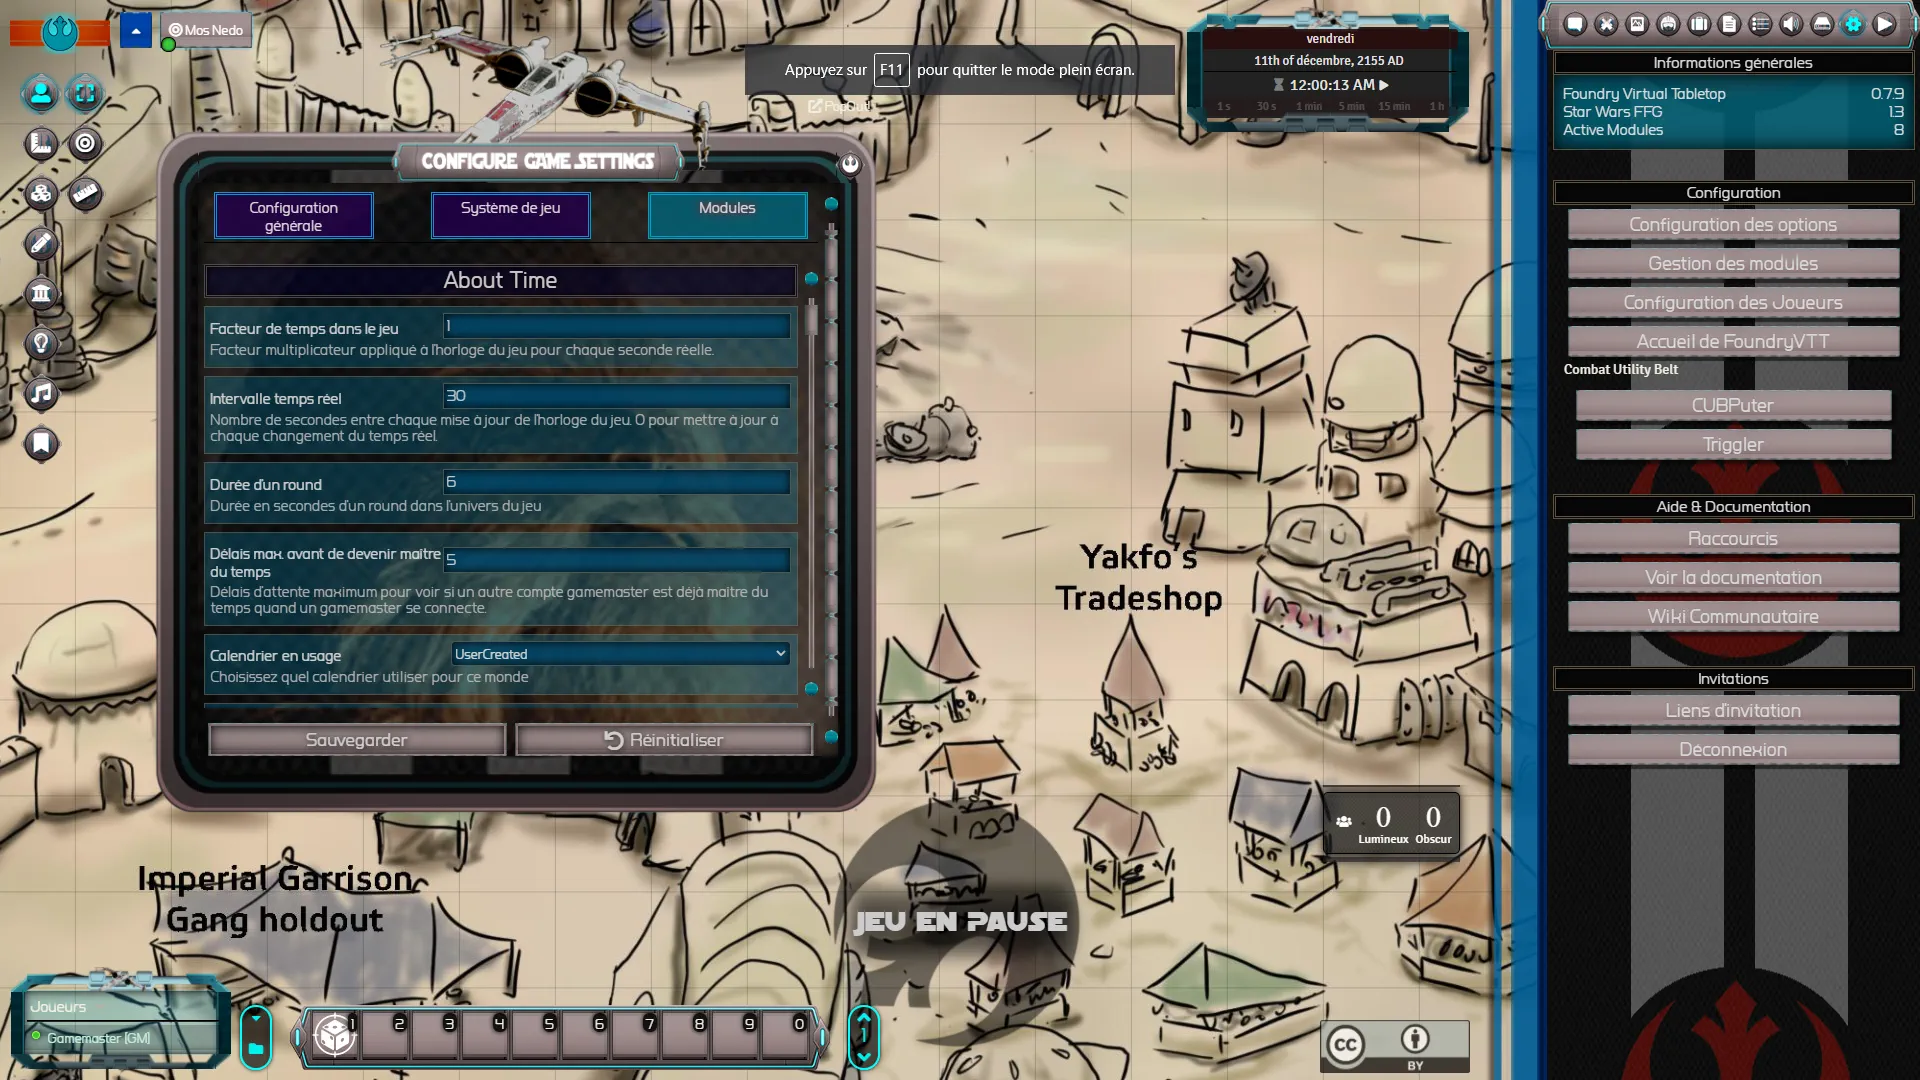 Mos Nedo
Appuyez sur F11 pour quitter le mode plein écran.
vendredi
11th of décembre, 2155 AD
12:00:13 AM
1 s 30 s 1 min 5 min 15 min 1 h
CONFIGURE GAME SETTINGS
Configuration
générale
Système de jeu
Modules
About Time
Facteur de temps dans le jeu
1
Facteur multiplicateur appliqué à l'horloge du jeu pour chaque seconde réelle.
Intervalle temps réel
30
Nombre de secondes entre chaque mise à jour de l'horloge du jeu. 0 pour mettre à jour à
chaque changement du temps réel.
Durée d'un round
6
Durée en secondes d'un round dans l'univers du jeu
Délais max. avant de devenir maître
du temps
5
Délais d'attente maximum pour voir si un autre compte gamemaster est déjà maître du
temps quand un gamemaster se connecte.
Calendrier en usage
UserCreated
Choisissez quel calendrier utiliser pour ce monde
Sauvegarder
Réinitialiser
Yakfo's
Tradeshop
Imperial Garrison
Gang holdout
JEU EN PAUSE
0 0
Lumineux Obscur
Joueurs
Gamemaster [GM]
1 2 3 4 5 6 7 8 9 0
1
CC
BY
Informations générales
Foundry Virtual Tabletop 0.7.9
Star Wars FFG 1.3
Active Modules 8
Configuration
Configuration des options
Gestion des modules
Configuration des Joueurs
Accueil de FoundryVTT
Combat Utility Belt
CUBPuter
Triggler
Aide & Documentation
Raccourcis
Voir la documentation
Wiki Communautaire
Invitations
Liens d'invitation
Déconnexion